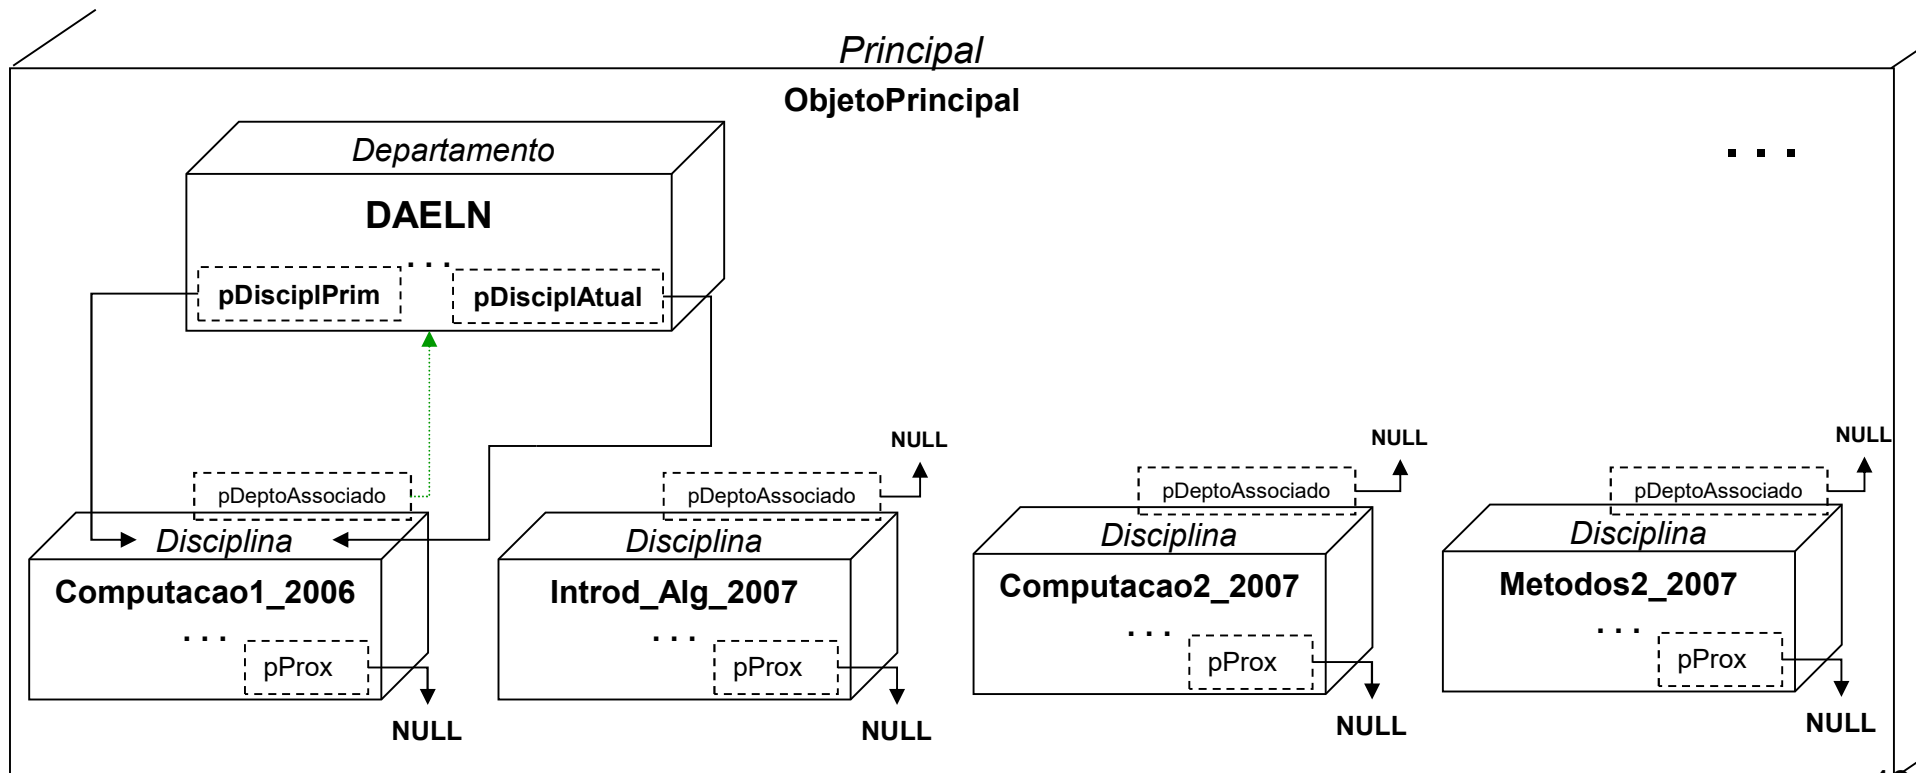 Principal
ObjetoPrincipal
Departamento
. . .
DAELN
. . .
pDisciplPrim
pDisciplAtual
NULL
NULL
NULL
pDeptoAssociado
pDeptoAssociado
pDeptoAssociado
pDeptoAssociado
Disciplina
Disciplina
Disciplina
Disciplina
Computacao1_2006
Introd_Alg_2007
Computacao2_2007
Metodos2_2007
. . .
. . .
. . .
. . .
pProx
pProx
pProx
pProx
NULL
NULL
NULL
NULL